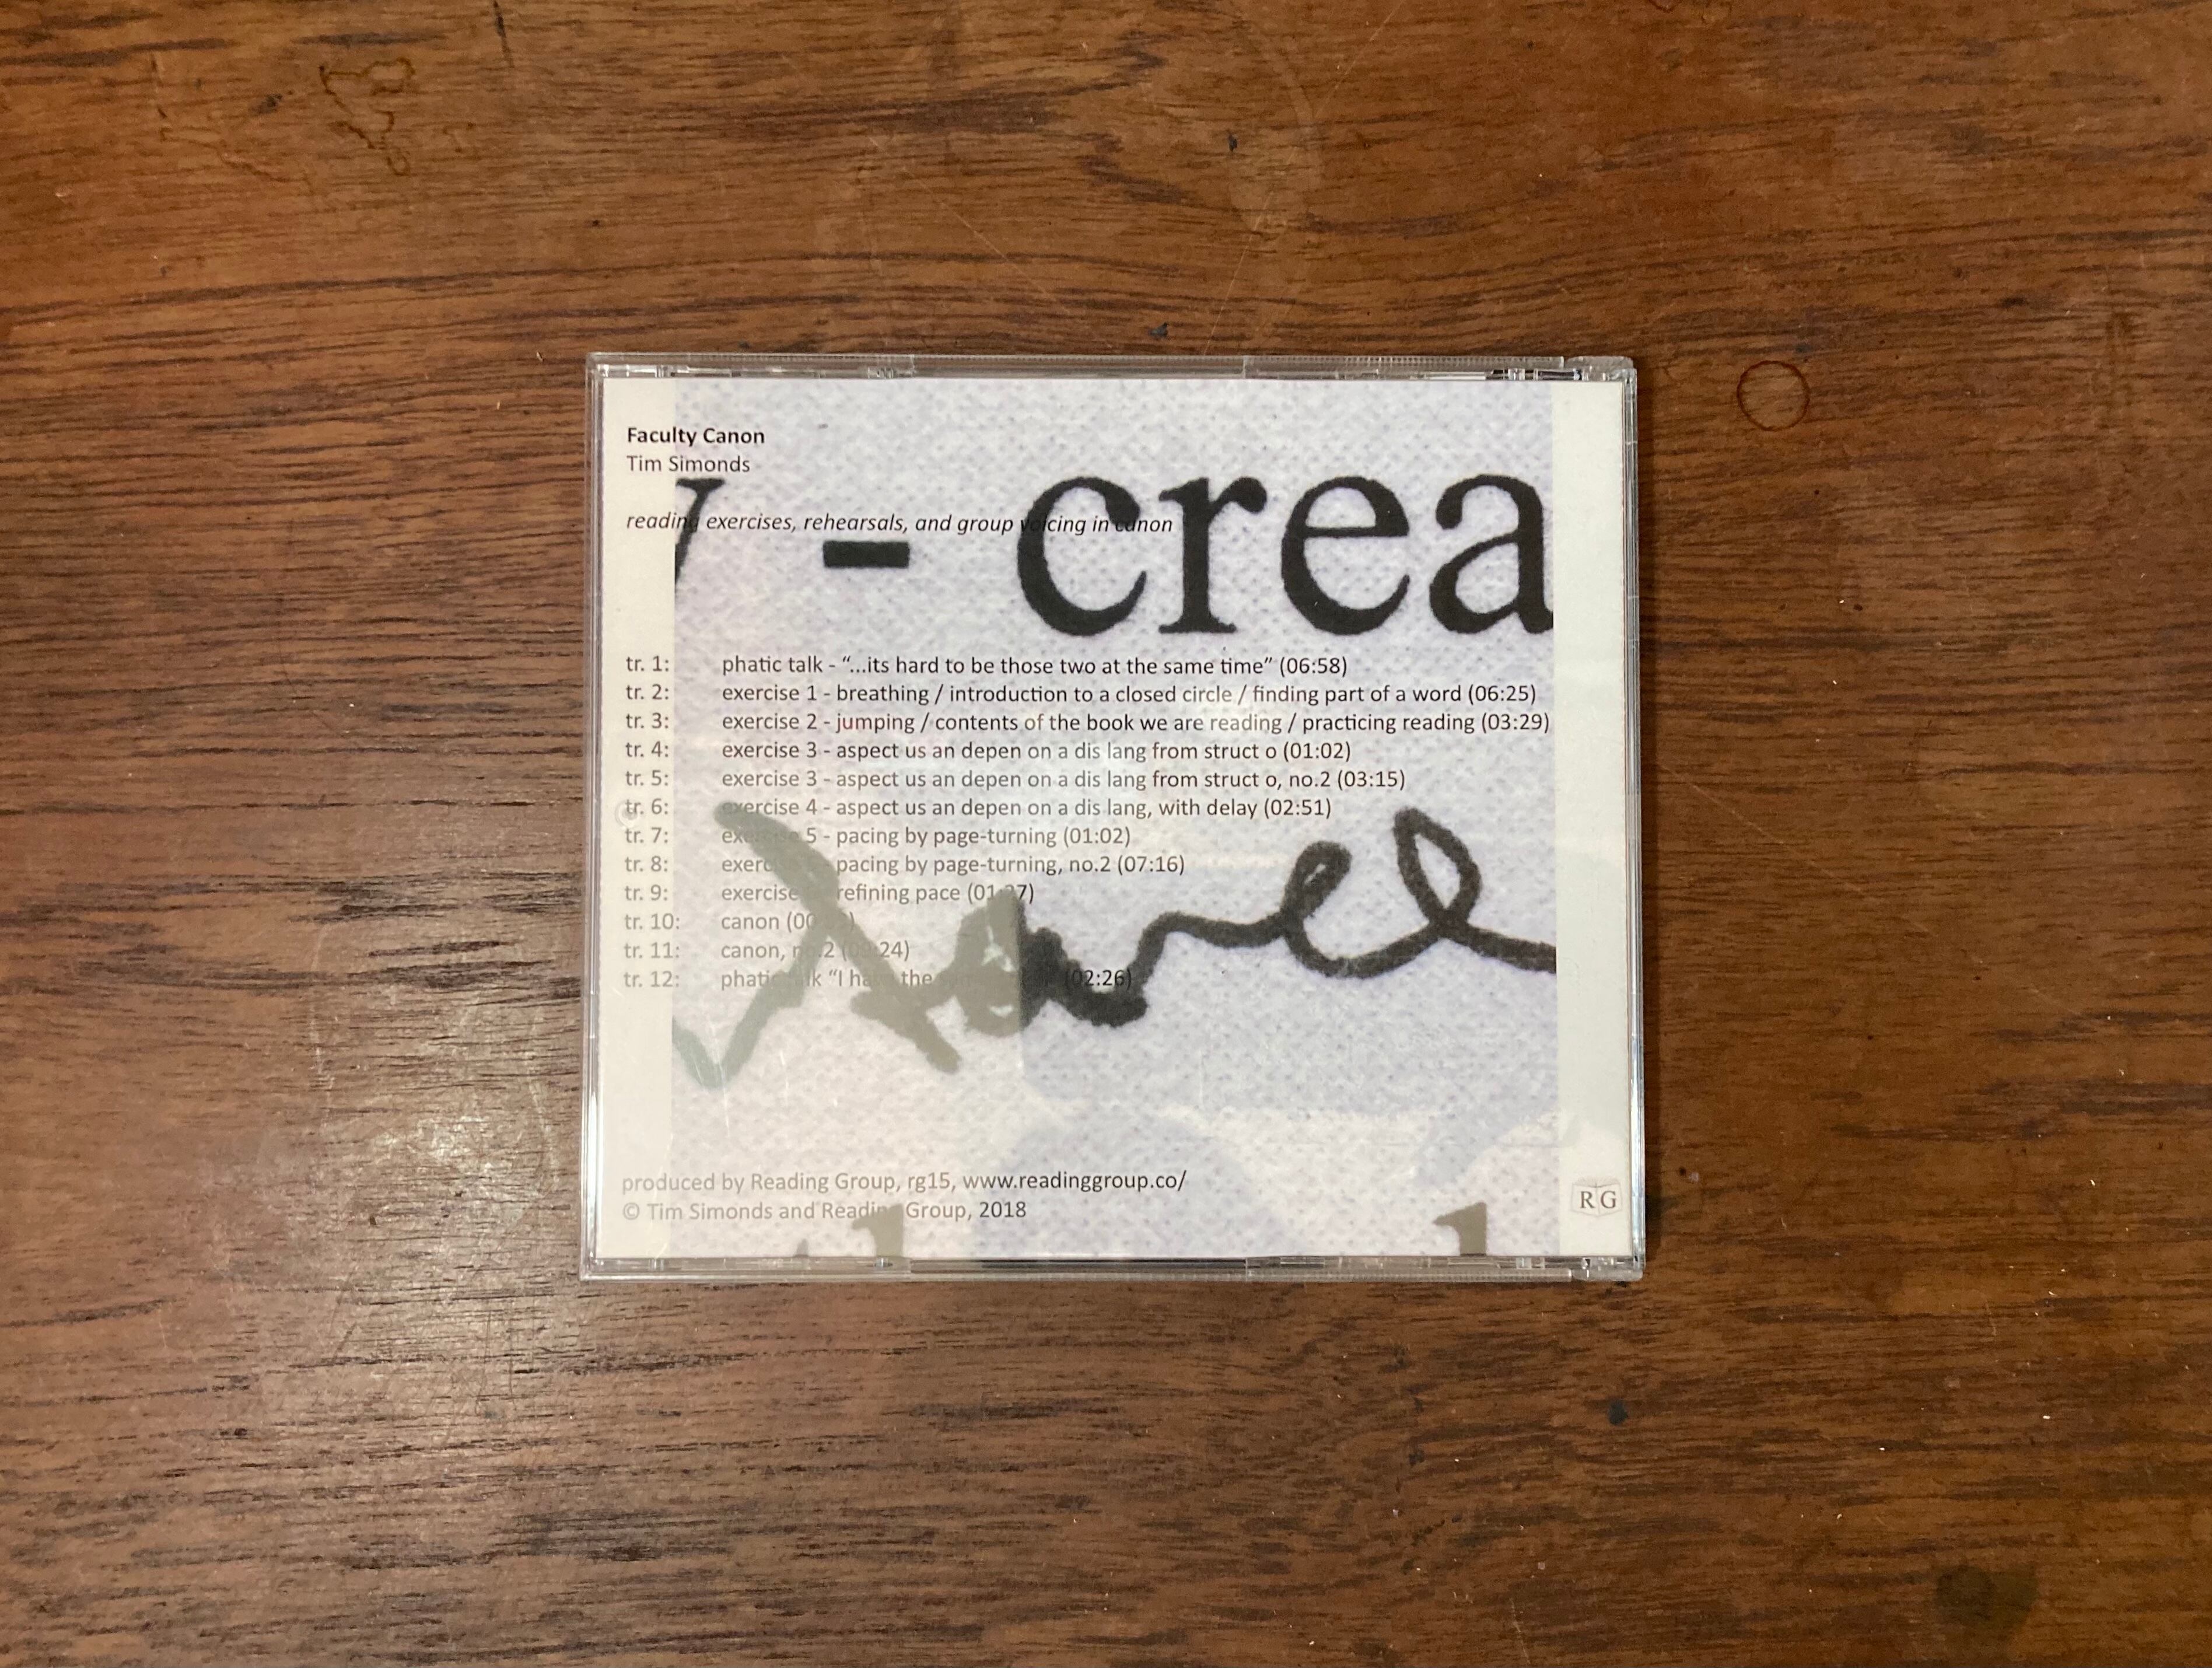 Faculty Canon
Tim Simonds
reading exercises, rehearsals, and group voicing in canon
- crea
tr. 1: phatic talk - “...its hard to be those two at the same time” (06:58)
tr. 2: exercise 1 - breathing / introduction to a closed circle / finding part of a word (06:25)
tr. 3: exercise 2 - jumping / contents of the book we are reading / practicing reading (03:29)
tr. 4: exercise 3 - aspect us an depen on a dis lang from struct o (01:02)
tr. 5: exercise 3 - aspect us an depen on a dis lang from struct o, no.2 (03:15)
tr. 6: exercise 4 - aspect us an depen on a dis lang, with delay (02:51)
tr. 7: exercise 5 - pacing by page-turning (01:02)
tr. 8: exercise pacing by page-turning, no.2 (07:16)
tr. 9: exercise refining pace
tr. 10: canon
tr. 11: canon, no.2
tr. 12: phatic talk “I have the (02:26)
produced by Reading Group, rg15, www.readinggroup.co/
© Tim Simonds and Reading Group, 2018
RG